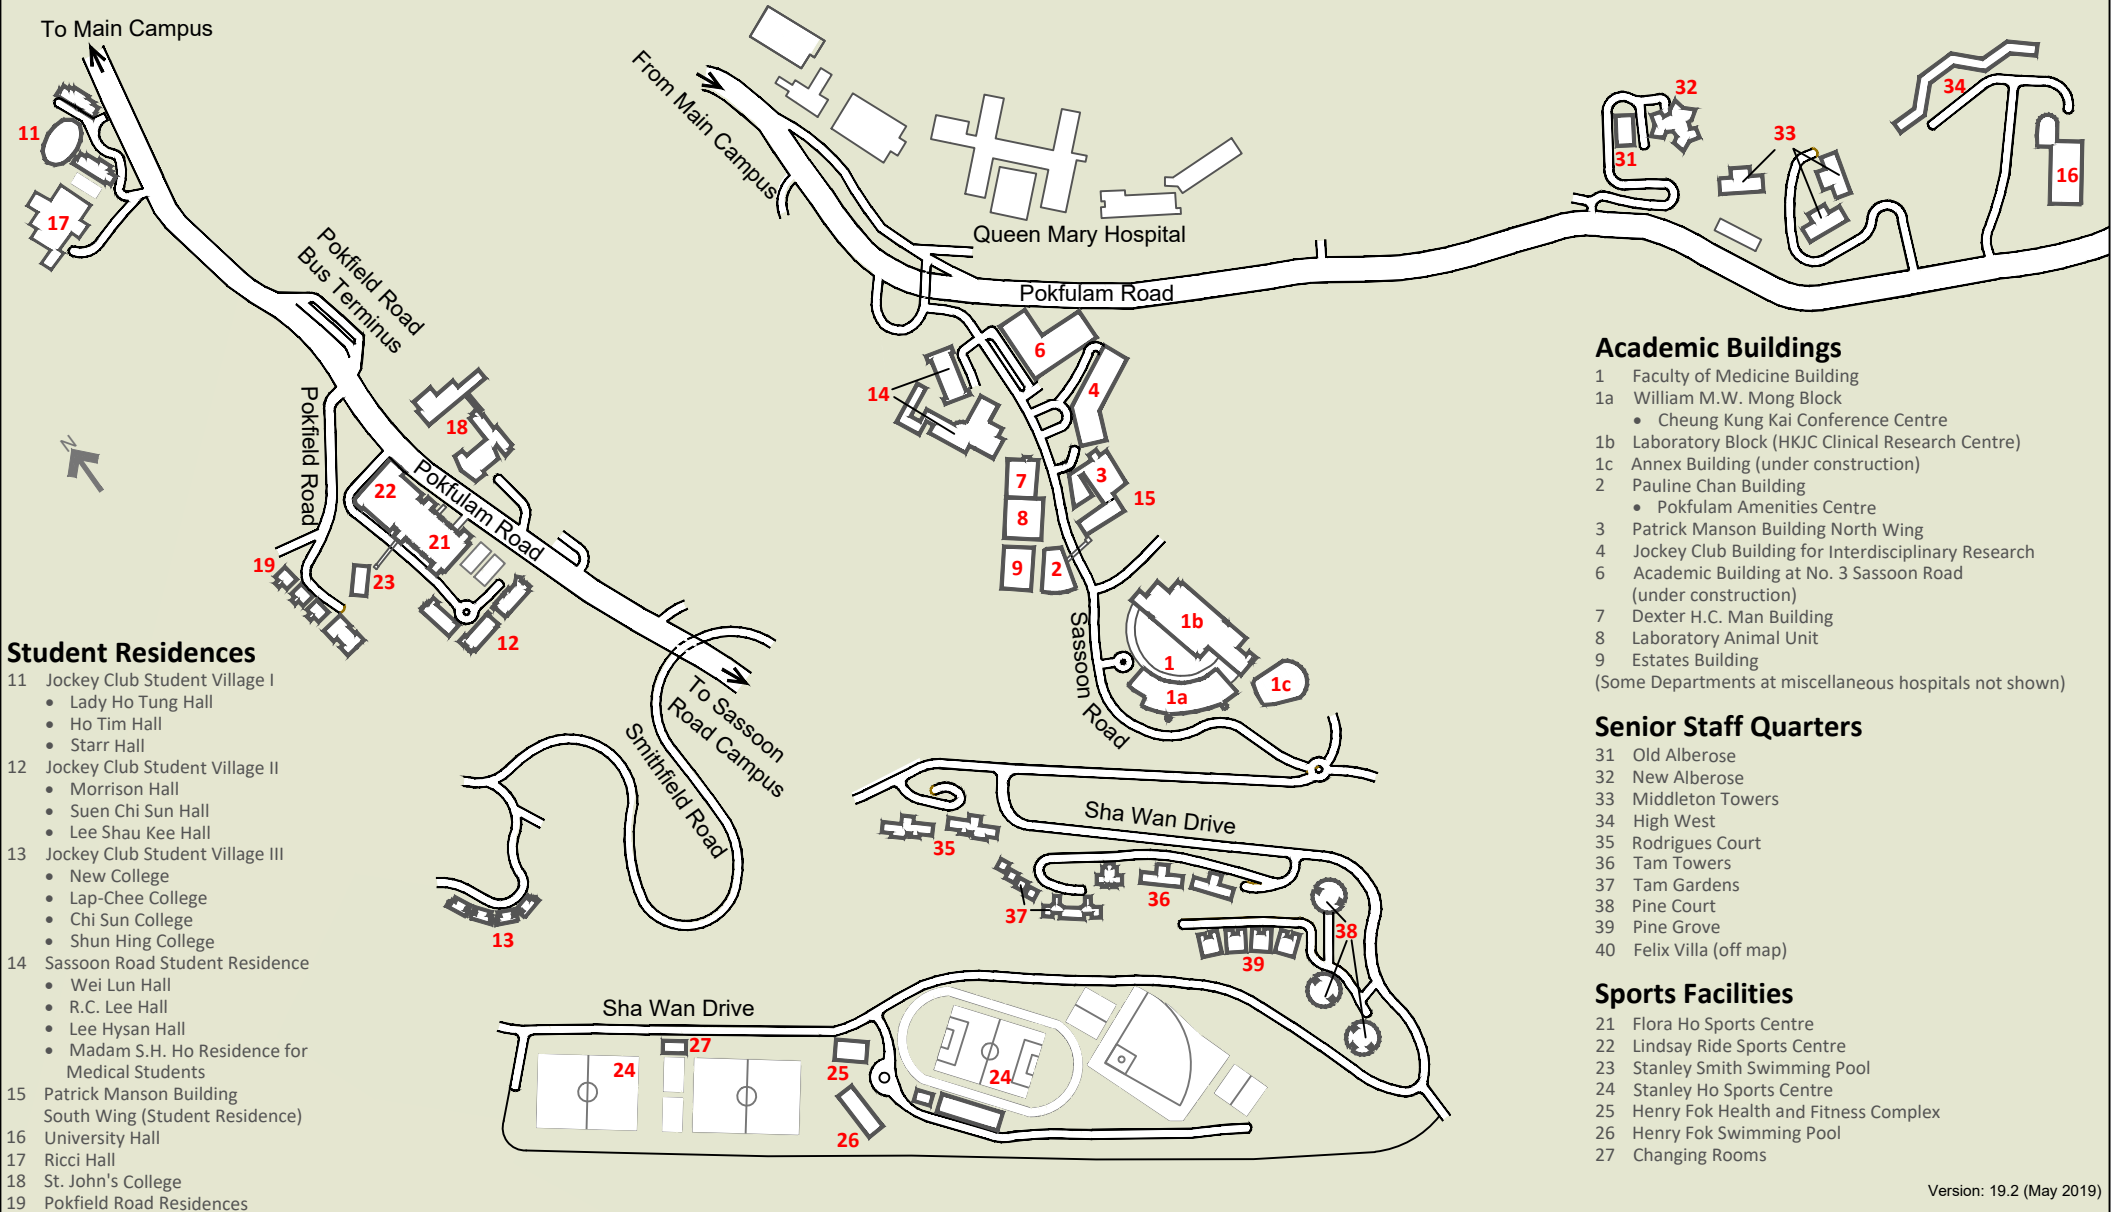 To Main Campus
From Main Campus
11
17
Pokfield Road
Bus Terminus
Queen Mary Hospital
Pokfulam Road
32
31
33
34
16
6
14
4
Pokfield Road
18
N
22
Pokfulam Road
21
19
23
12
7
3
15
8
9
2
1b
1
1a
1c
Sassoon Road
To Sassoon
Road Campus
Smithfield Road
13
Sha Wan Drive
35
37
36
38
39
Sha Wan Drive
24
27
25
24
26
Student Residences
11 Jockey Club Student Village I
• Lady Ho Tung Hall
• Ho Tim Hall
• Starr Hall
12 Jockey Club Student Village II
• Morrison Hall
• Suen Chi Sun Hall
• Lee Shau Kee Hall
13 Jockey Club Student Village III
• New College
• Lap-Chee College
• Chi Sun College
• Shun Hing College
14 Sassoon Road Student Residence
• Wei Lun Hall
• R.C. Lee Hall
• Lee Hysan Hall
• Madam S.H. Ho Residence for
Medical Students
15 Patrick Manson Building
South Wing (Student Residence)
16 University Hall
17 Ricci Hall
18 St. John's College
19 Pokfield Road Residences
Academic Buildings
1 Faculty of Medicine Building
1a William M.W. Mong Block
• Cheung Kung Kai Conference Centre
1b Laboratory Block (HKJC Clinical Research Centre)
1c Annex Building (under construction)
2 Pauline Chan Building
• Pokfulam Amenities Centre
3 Patrick Manson Building North Wing
4 Jockey Club Building for Interdisciplinary Research
6 Academic Building at No. 3 Sassoon Road
(under construction)
7 Dexter H.C. Man Building
8 Laboratory Animal Unit
9 Estates Building
(Some Departments at miscellaneous hospitals not shown)
Senior Staff Quarters
31 Old Alberose
32 New Alberose
33 Middleton Towers
34 High West
35 Rodrigues Court
36 Tam Towers
37 Tam Gardens
38 Pine Court
39 Pine Grove
40 Felix Villa (off map)
Sports Facilities
21 Flora Ho Sports Centre
22 Lindsay Ride Sports Centre
23 Stanley Smith Swimming Pool
24 Stanley Ho Sports Centre
25 Henry Fok Health and Fitness Complex
26 Henry Fok Swimming Pool
27 Changing Rooms
Version: 19.2 (May 2019)